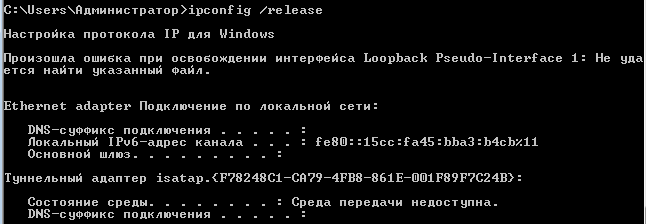 C:\Users\Администратор>ipconfig /release
Настройка протокола IP для Windows
Произошла ошибка при освобождении интерфейса Loopback Pseudo-Interface 1: Не уда
ется найти указанный файл.
Ethernet adapter Подключение по локальной сети:
DNS-суффикс подключения . . . . . :
Локальный IPv6-адрес канала . . . : fe80::15cc:fa45:bba3:b4cb%11
Основной шлюз. . . . . . . . . :
Туннельный адаптер isatap.{F78248C1-CA79-4FB8-861E-001F89F7C24B}:
Состояние среды. . . . . . . . : Среда передачи недоступна.
DNS-суффикс подключения . . . . . :